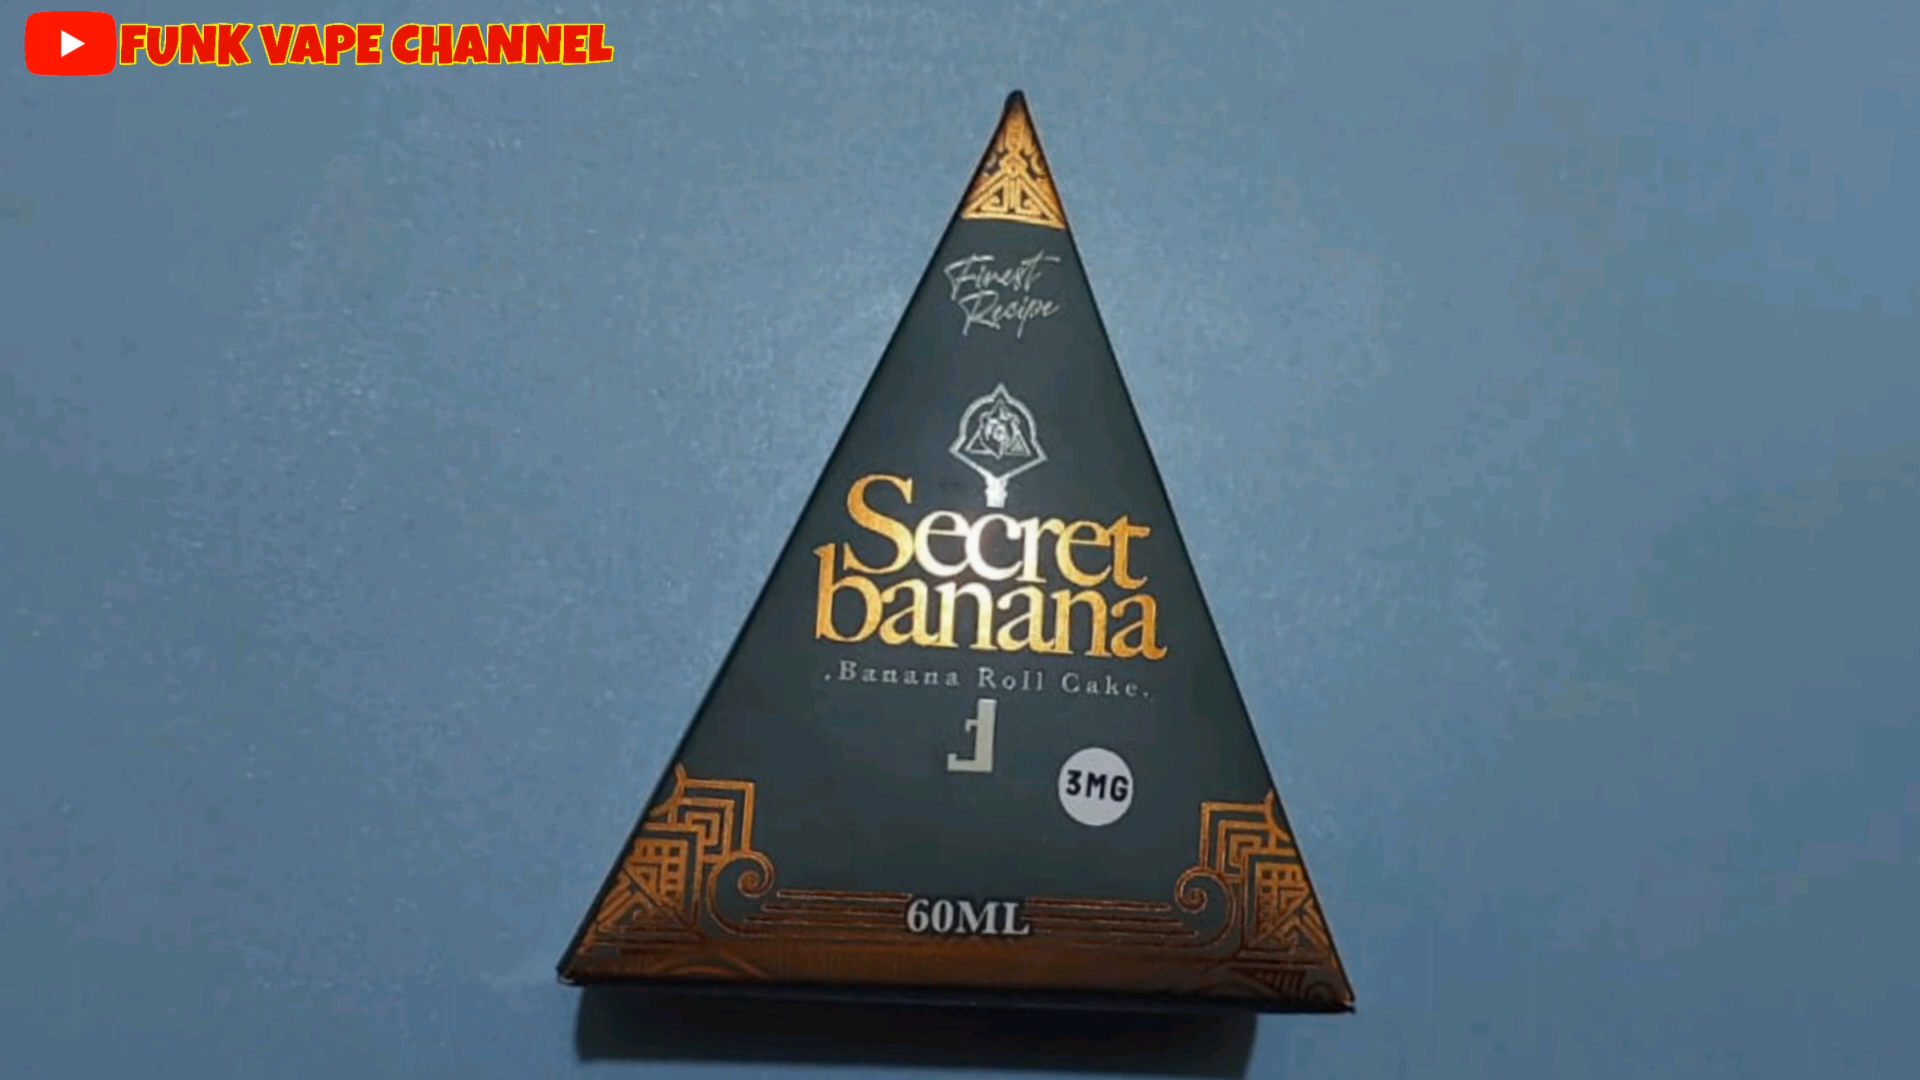 FUNK VAPE CHANNEL
Finest
Recipe
Secret
banana
.Banana Roll Cake.
3MG
60ML